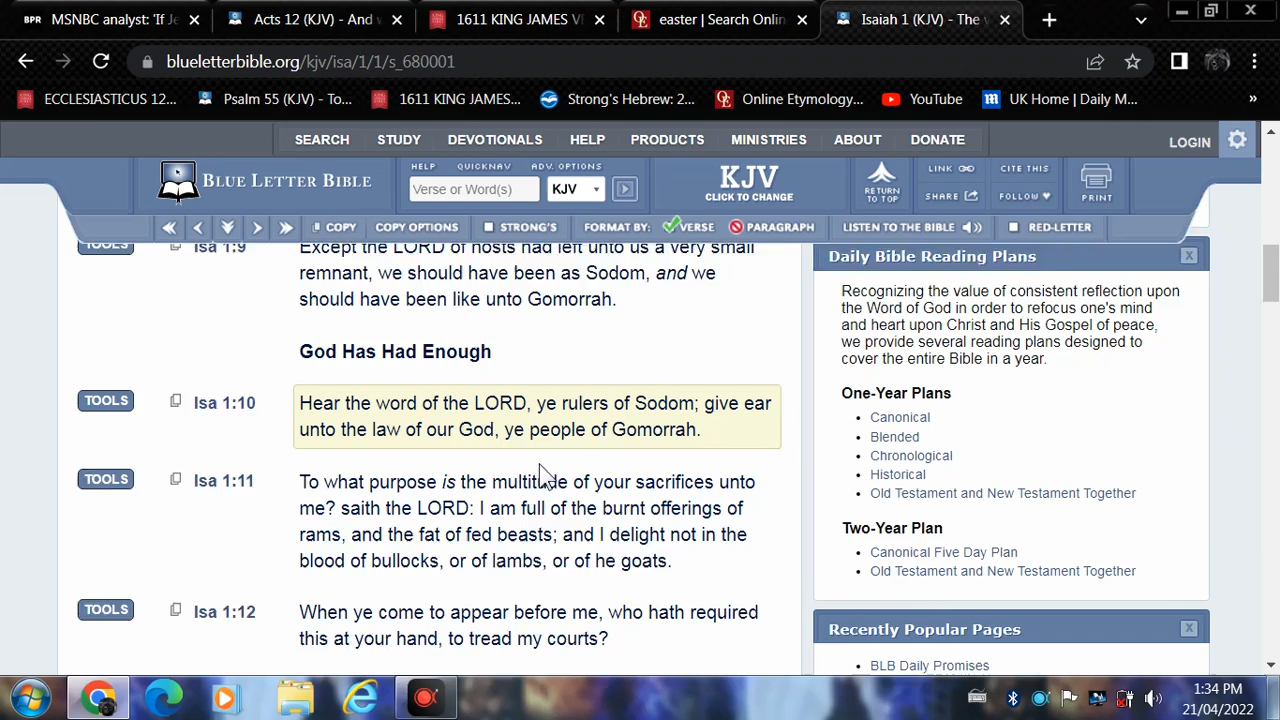 BPR MSNBC analyst: 'If Je
Acts 12 (KJV) - And w
1611 KING JAMES VE
OE easter | Search Onlin
Isaiah 1 (KJV) - The w
blueletterbible.org/kjv/isa/1/1/s_680001
ECCLESIASTICUS 12...
Psalm 55 (KJV) - To...
1611 KING JAMES...
Strong's Hebrew: 2...
OE Online Etymology...
YouTube
m UK Home | Daily M...
»
SEARCH STUDY DEVOTIONALS HELP PRODUCTS MINISTRIES ABOUT DONATE LOGIN
BLUE LETTER BIBLE
HELP QUICKNAV ADV. OPTIONS
Verse or Word(s) KJV
KJV
CLICK TO CHANGE
RETURN
TO TOP
LINK CITE THIS
SHARE FOLLOW
PRINT
COPY COPY OPTIONS STRONG'S FORMAT BY: VERSE PARAGRAPH LISTEN TO THE BIBLE RED-LETTER
TOOLS Isa 1:9 Except the LORD of hosts had left unto us a very small
remnant, we should have been as Sodom, and we
should have been like unto Gomorrah.
God Has Had Enough
TOOLS Isa 1:10 Hear the word of the LORD, ye rulers of Sodom; give ear
unto the law of our God, ye people of Gomorrah.
TOOLS Isa 1:11 To what purpose is the multitude of your sacrifices unto
me? saith the LORD: I am full of the burnt offerings of
rams, and the fat of fed beasts; and I delight not in the
blood of bullocks, or of lambs, or of he goats.
TOOLS Isa 1:12 When ye come to appear before me, who hath required
this at your hand, to tread my courts?
Daily Bible Reading Plans X
Recognizing the value of consistent reflection upon
the Word of God in order to refocus one's mind
and heart upon Christ and His Gospel of peace,
we provide several reading plans designed to
cover the entire Bible in a year.
One-Year Plans
• Canonical
• Blended
• Chronological
• Historical
• Old Testament and New Testament Together
Two-Year Plan
• Canonical Five Day Plan
• Old Testament and New Testament Together
Recently Popular Pages X
• BLB Daily Promises
1:34 PM
21/04/2022